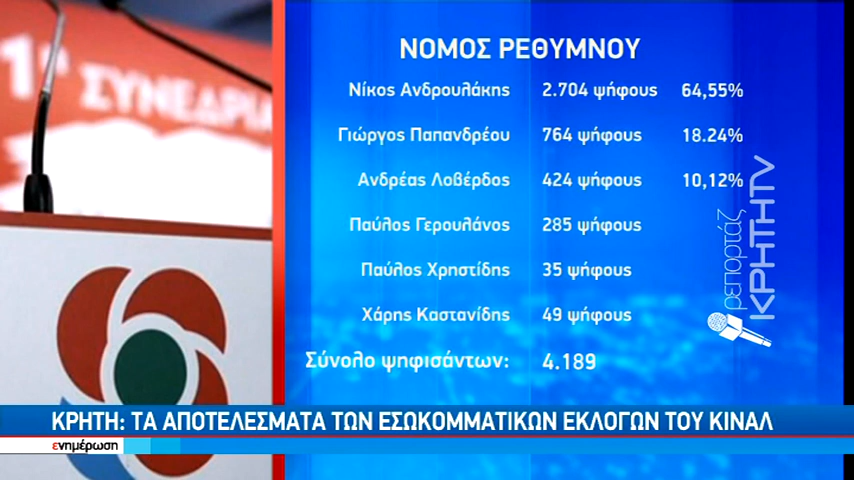 1º ΣΥΝΕΔΡΙΑ
ΝΟΜΟΣ ΡΕΘΥΜΝΟΥ
Νίκος Ανδρουλάκης 2.704 ψήφους 64,55%
Γιώργος Παπανδρέου 764 ψήφους 18.24%
Ανδρέας Λοβέρδος 424 ψήφους 10,12%
Παύλος Γερουλάνος 285 ψήφους
Παύλος Χρηστίδης 35 ψήφους
Χάρης Καστανίδης 49 ψήφους
Σύνολο ψηφισάντων: 4.189
ρεπορτάζ
ΚΡΗΤΗTV
ΚΡΗΤΗ: ΤΑ ΑΠΟΤΕΛΕΣΜΑΤΑ ΤΩΝ ΕΣΩΚΟΜΜΑΤΙΚΩΝ ΕΚΛΟΓΩΝ ΤΟΥ ΚΙΝΑΛ
ενημέρωση